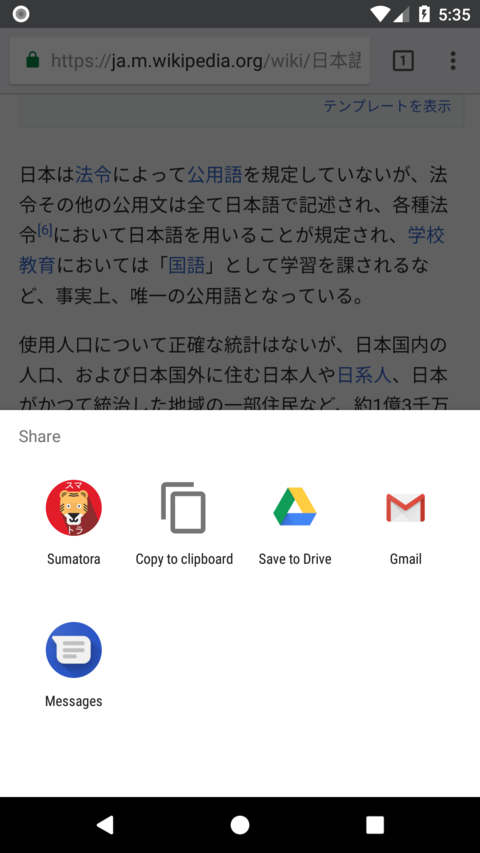 5:35
https://ja.m.wikipedia.org/wiki/日本語
1
テンプレートを表示
日本は法令によって公用語を規定していないが、法
令その他の公用文は全て日本語で記述され、各種法
令[6]において日本語を用いることが規定され、学校
教育においては「国語」として学習を課されるな
ど、事実上、唯一の公用語となっている。
使用人口について正確な統計はないが、日本国内の
人口、および日本国外に住む日本人や日系人、日本
がかつて統治した地域の一部住民など、約1億3千万
Share
スマ
トラ
Sumatora
Copy to clipboard
Save to Drive
Gmail
Messages